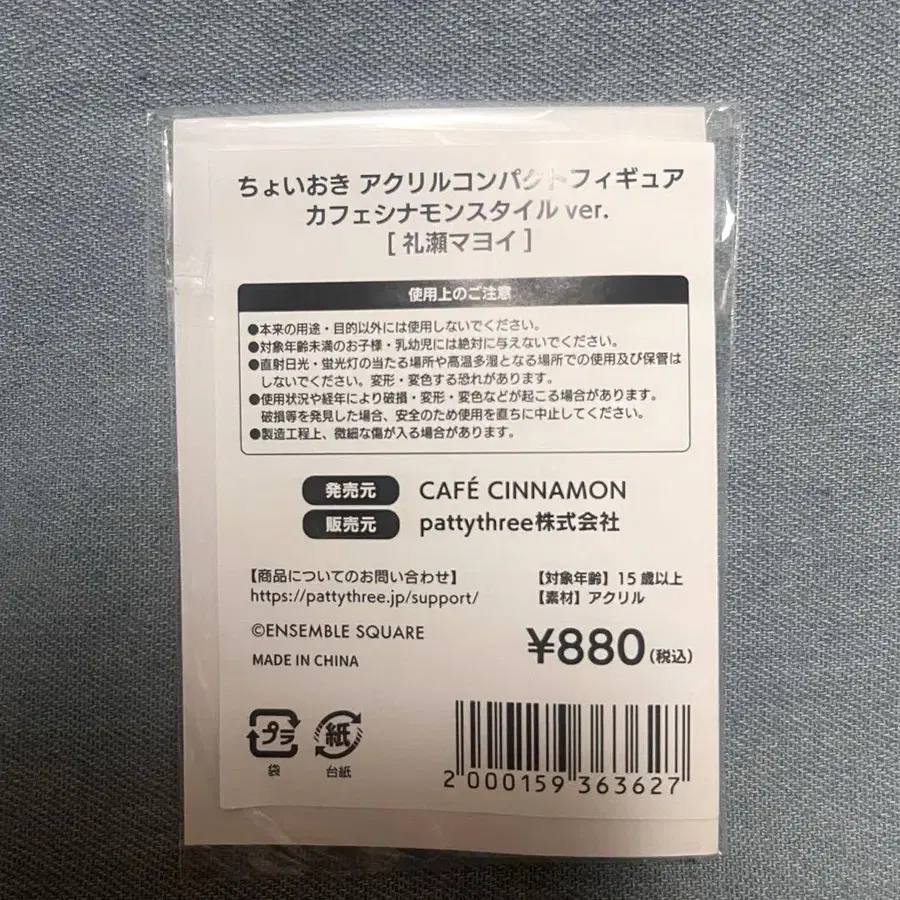 ちょいおき アクリルコンパクトフィギュア
カフェシナモンスタイル ver.
[ 礼瀬マヨイ ]
使用上のご注意
●本来の用途・目的以外には使用しないでください。
●対象年齢未満のお子様・乳幼児には絶対に与えないでください。
●直射日光・蛍光灯の当たる場所や高温多湿となる場所での使用及び保管は
しないでください。変形・変色する恐れがあります。
●使用状況や経年により破損・変形・変色などが起こる場合があります。
破損等を発見した場合、安全のため使用を直ちに中止してください。
●製造工程上、微細な傷が入る場合があります。
発売元 CAFÉ CINNAMON
販売元 pattythree株式会社
【商品についてのお問い合わせ】
https://pattythree.jp/support/
【対象年齢】15歳以上
【素材】アクリル
©ENSEMBLE SQUARE
MADE IN CHINA
¥880(税込)
プラ 紙
袋 台紙
2 000159 363627